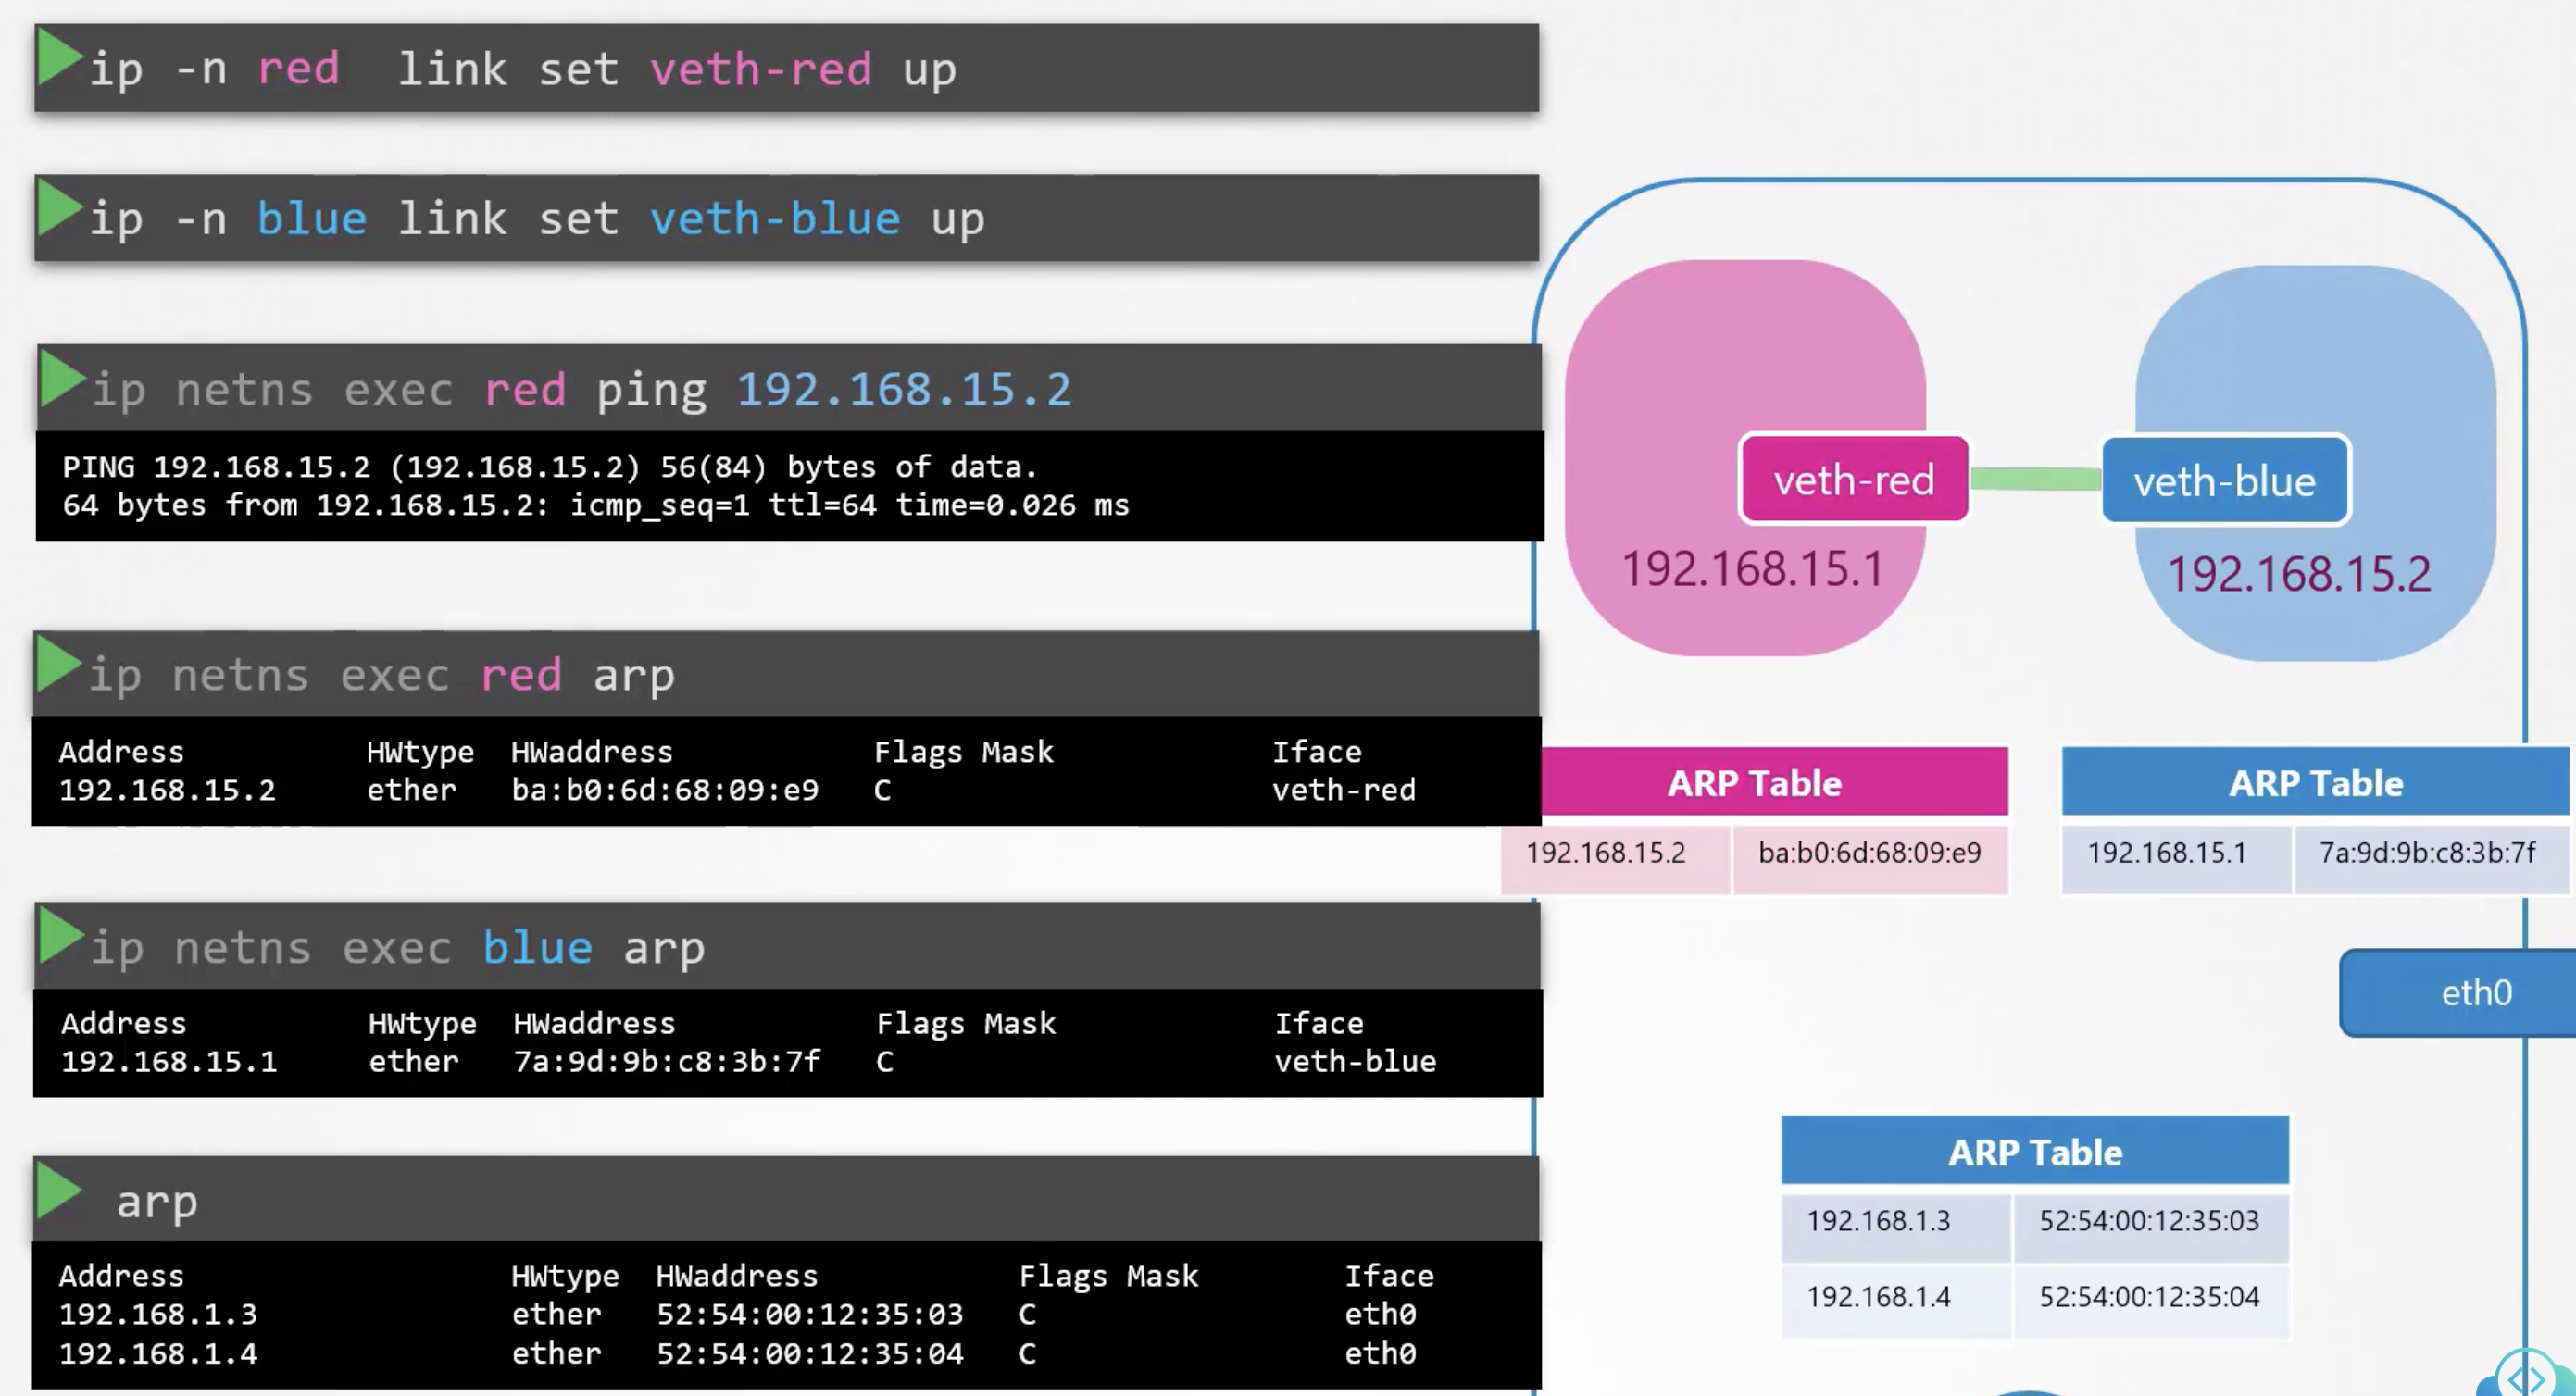 ip -n red  link set veth-red up
ip -n blue link set veth-blue up
ip netns exec red ping 192.168.15.2
PING 192.168.15.2 (192.168.15.2) 56(84) bytes of data.
64 bytes from 192.168.15.2: icmp_seq=1 ttl=64 time=0.026 ms
ip netns exec red arp
Address HWtype HWaddress Flags Mask Iface
192.168.15.2 ether ba:b0:6d:68:09:e9 C veth-red
ip netns exec blue arp
Address HWtype HWaddress Flags Mask Iface
192.168.15.1 ether 7a:9d:9b:c8:3b:7f C veth-blue
arp
Address HWtype HWaddress Flags Mask Iface
192.168.1.3 ether 52:54:00:12:35:03 C eth0
192.168.1.4 ether 52:54:00:12:35:04 C eth0
veth-red
veth-blue
192.168.15.1
192.168.15.2
ARP Table
192.168.15.2 ba:b0:6d:68:09:e9
ARP Table
192.168.15.1 7a:9d:9b:c8:3b:7f
eth0
ARP Table
192.168.1.3 52:54:00:12:35:03
192.168.1.4 52:54:00:12:35:04